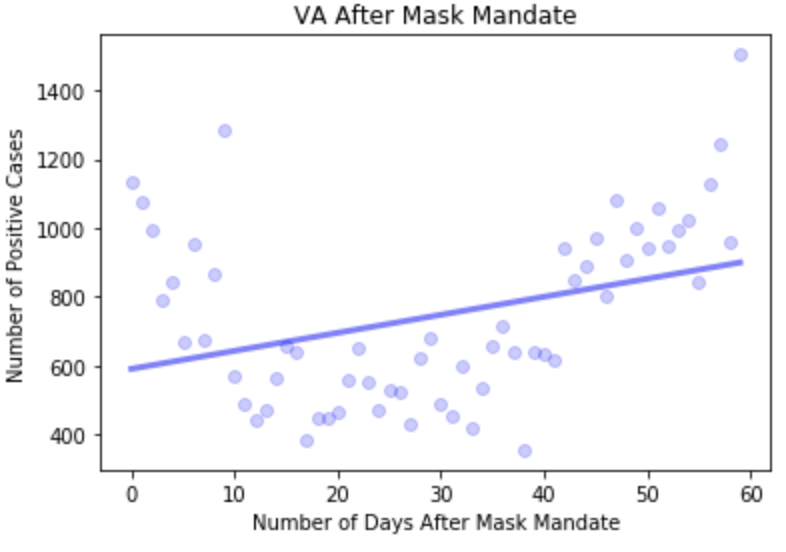 VA After Mask Mandate
Number of Positive Cases
1400
1200
1000
800
600
400
0 10 20 30 40 50 60
Number of Days After Mask Mandate